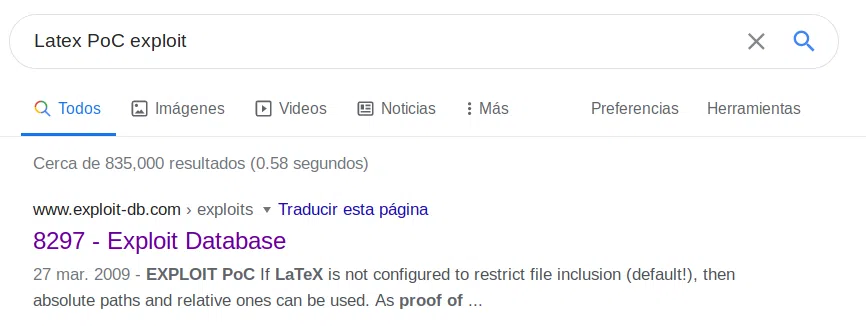 Latex PoC exploit
Todos Imágenes Videos Noticias Más Preferencias Herramientas
Cerca de 835,000 resultados (0.58 segundos)
www.exploit-db.com › exploits ▼ Traducir esta página
8297 - Exploit Database
27 mar. 2009 - EXPLOIT PoC If LaTeX is not configured to restrict file inclusion (default!), then
absolute paths and relative ones can be used. As proof of ...